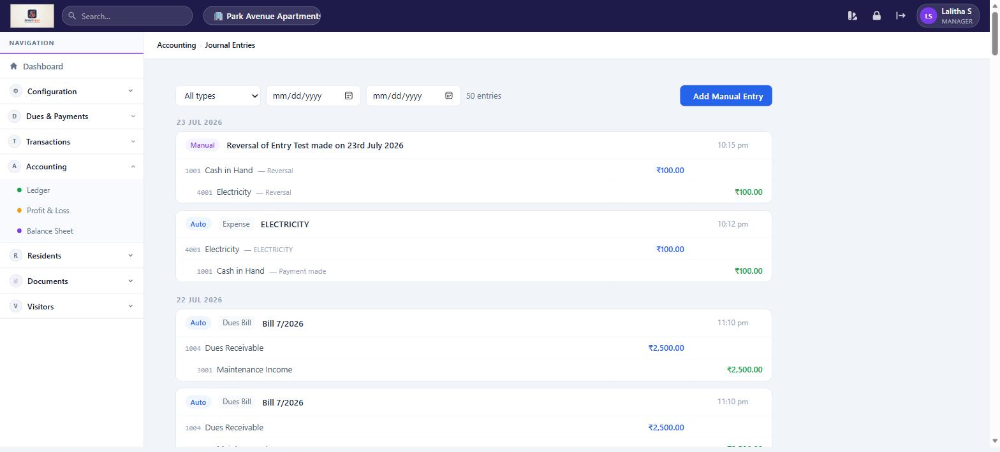 Search...
Park Avenue Apartments
LS
Lalitha S
MANAGER
NAVIGATION
Accounting › Journal Entries
Dashboard
Configuration
D Dues & Payments
T Transactions
A Accounting
Ledger
Profit & Loss
Balance Sheet
R Residents
Documents
V Visitors
All types mm/dd/yyyy mm/dd/yyyy 50 entries Add Manual Entry
23 JUL 2026
Manual Reversal of Entry Test made on 23rd July 2026 10:15 pm
1001 Cash in Hand — Reversal ₹100.00
4001 Electricity — Reversal ₹100.00
Auto Expense ELECTRICITY 10:12 pm
4001 Electricity — ELECTRICITY ₹100.00
1001 Cash in Hand — Payment made ₹100.00
22 JUL 2026
Auto Dues Bill Bill 7/2026 11:10 pm
1004 Dues Receivable ₹2,500.00
3001 Maintenance Income ₹2,500.00
Auto Dues Bill Bill 7/2026 11:10 pm
1004 Dues Receivable ₹2,500.00